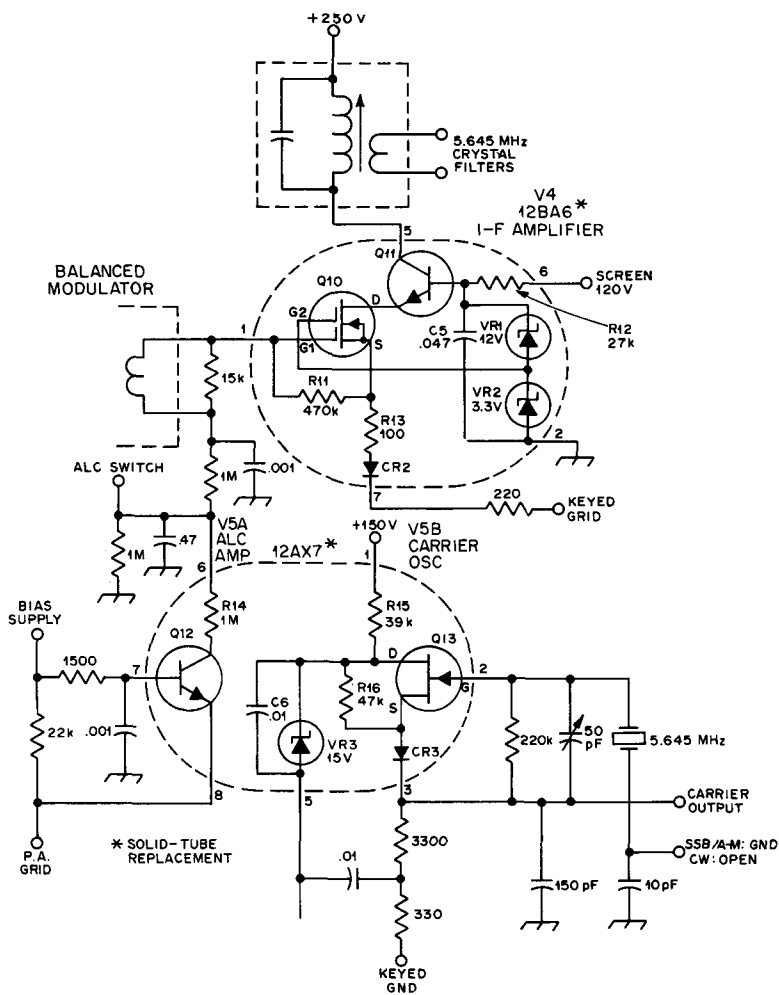 +250V
5.645 MHz
CRYSTAL
FILTERS
V4
12BA6*
I-F AMPLIFIER
5
Q11
BALANCED
MODULATOR
Q10
6
SCREEN
120V
D
G2
G1
S
1
C5
.047
VR1
12V
R12
27k
15k
R11
470k
VR2
3.3V
R13
100
2
ALC SWITCH
1M
.001
CR2
7
220
KEYED
GRID
1M
.47
V5A
ALC
AMP
12AX7*
+150V
V5B
CARRIER
OSC
6
1
BIAS
SUPPLY
R14
1M
R15
39k
Q12
Q13
1500
7
D
2
G
S
R16
47k
C6
.01
22k
.001
VR3
15V
CR3
220k
50
pF
5.645 MHz
8
5
3
CARRIER
OUTPUT
P.A.
GRID
* SOLID-TUBE
REPLACEMENT
3300
SSB/A-M: GND
CW: OPEN
.01
150 pF
10pF
330
KEYED
GND